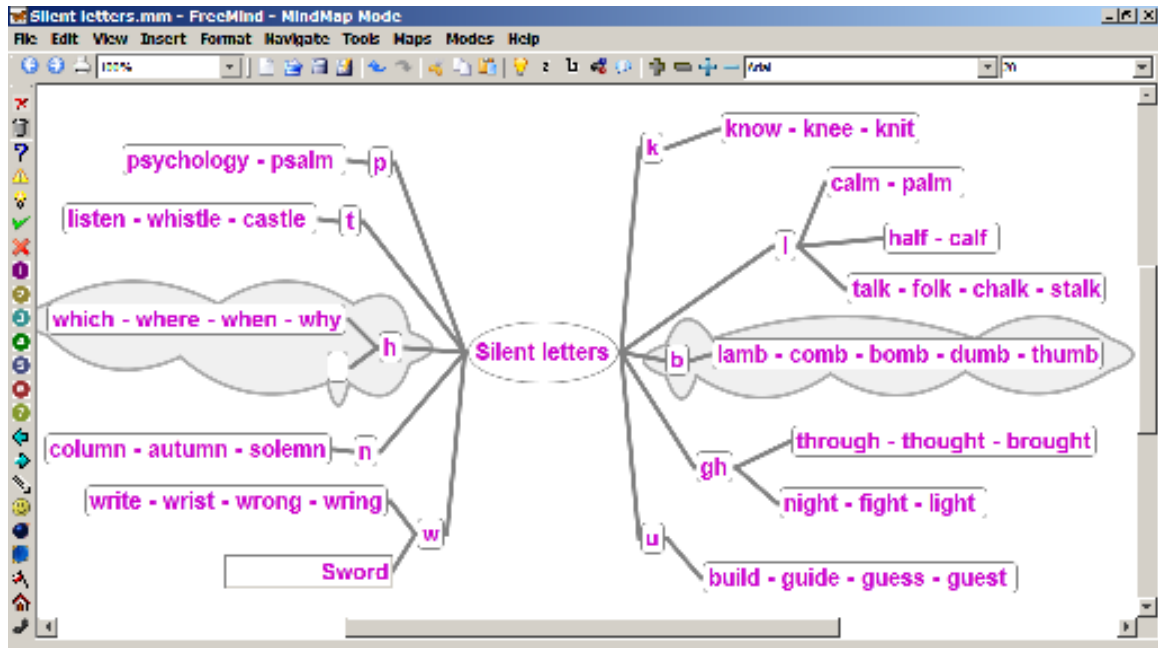 Silent letters.mm - FreeMind - MindMap Mode
File Edit View Insert Format Navigate Tools Maps Modes Help
100% Arial 20
psychology - psalm p
listen - whistle - castle t
which - where - when - why
h
column - autumn - solemn n
write - wrist - wrong - wring
w
Sword
Silent letters
k know - knee - knit
calm - palm
l half - calf
talk - folk - chalk - stalk
b lamb - comb - bomb - dumb - thumb
through - thought - brought
gh
night - fight - light
u
build - guide - guess - guest